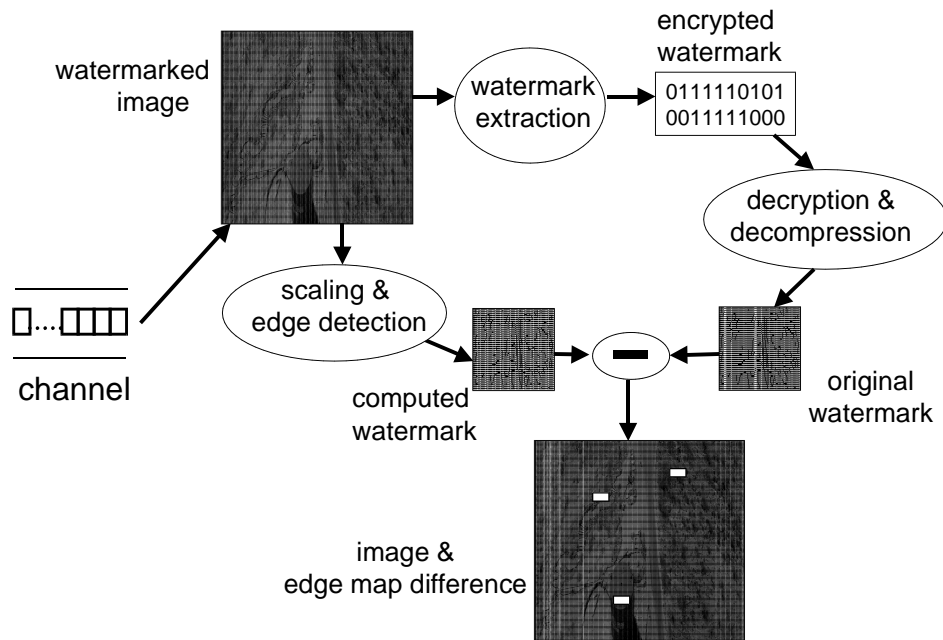 watermarked
image
watermark
extraction
encrypted
watermark
0111110101
0011111000
decryption &
decompression
scaling &
edge detection
.....
channel
computed
watermark
original
watermark
image &
edge map difference